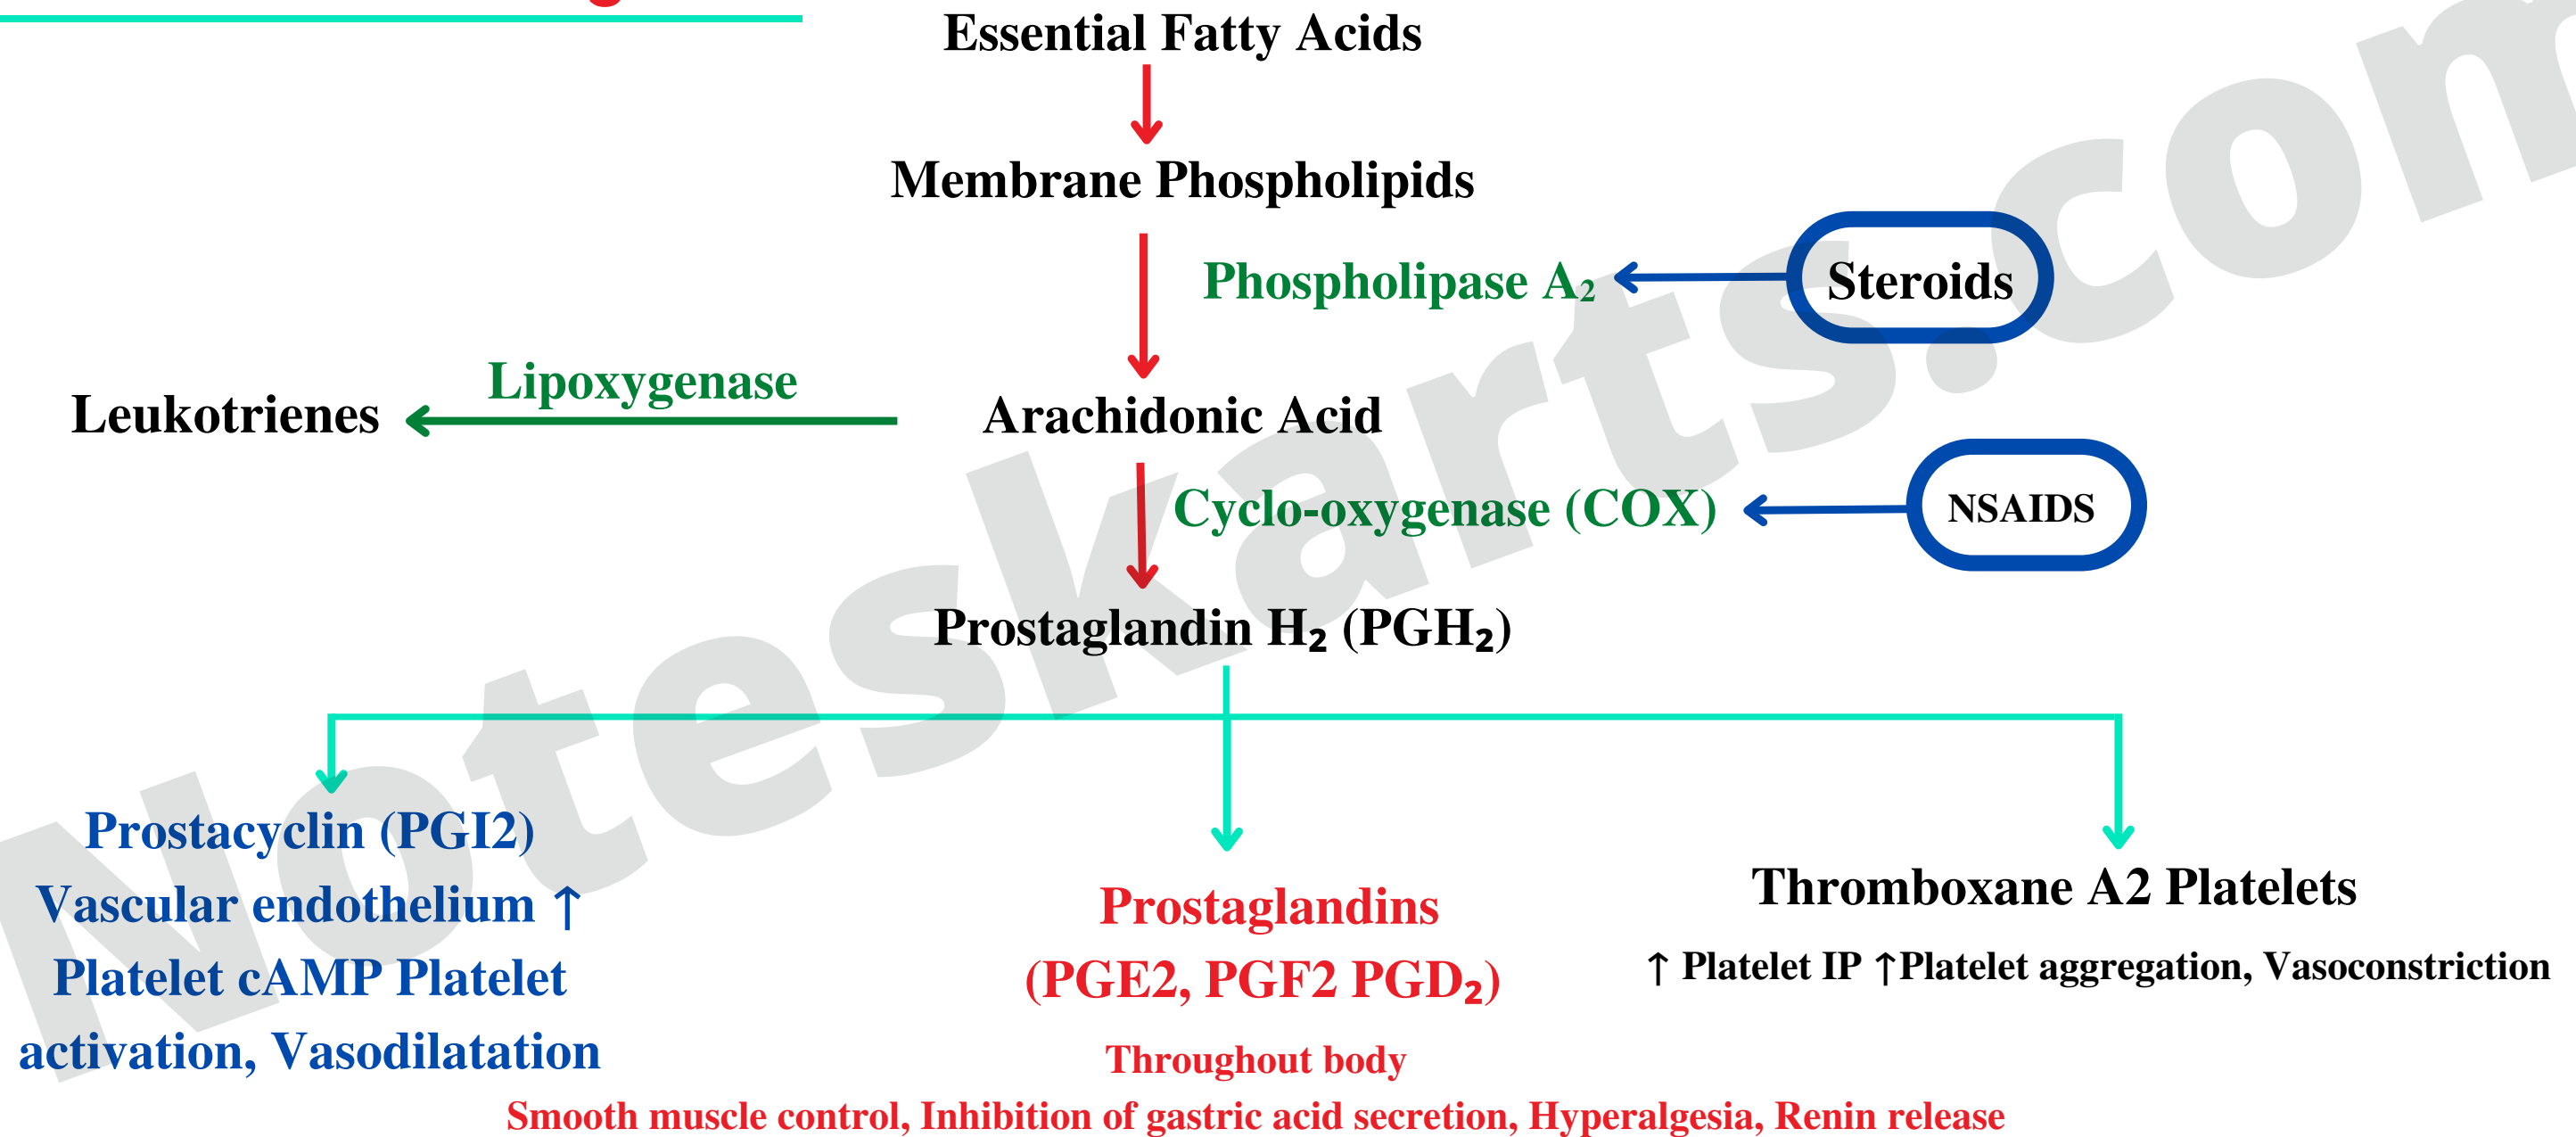 Essential Fatty Acids
Membrane Phospholipids
Phospholipase A₂
Steroids
Lipoxygenase
Leukotrienes
Arachidonic Acid
Cyclo-oxygenase (COX)
NSAIDS
Prostaglandin H₂ (PGH₂)
Prostacyclin (PGI2)
Vascular endothelium ↑
Platelet cAMP Platelet
activation, Vasodilatation
Prostaglandins
(PGE2, PGF2 PGD₂)
Throughout body
Smooth muscle control, Inhibition of gastric acid secretion, Hyperalgesia, Renin release
Thromboxane A2 Platelets
↑ Platelet IP ↑Platelet aggregation, Vasoconstriction
Noteskarts.com